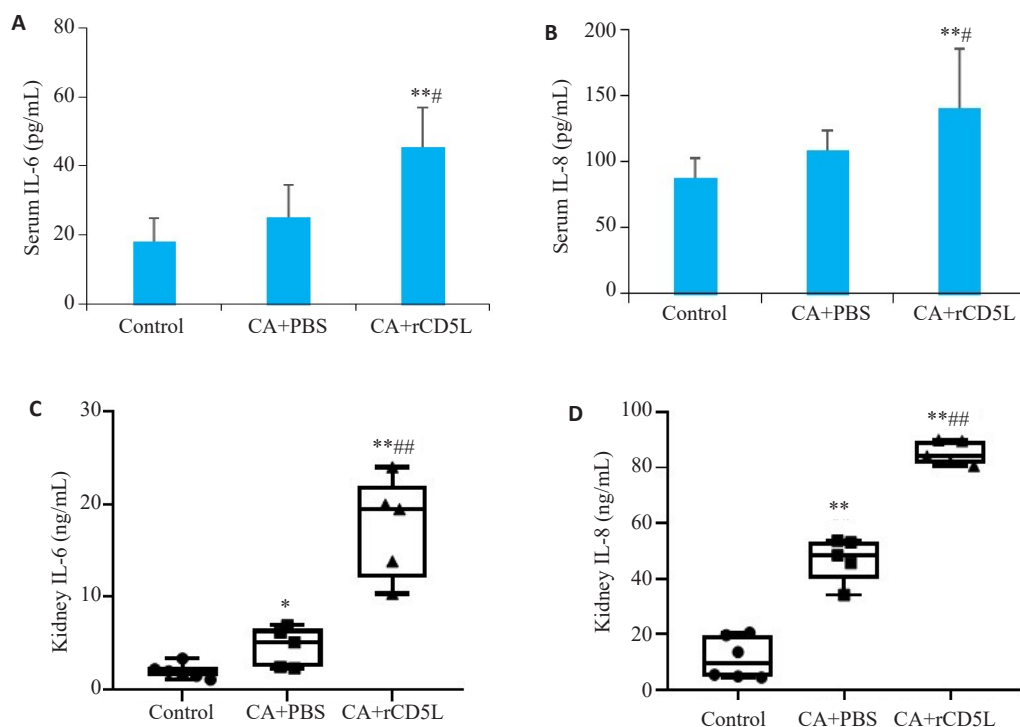 A
Serum IL-6 (pg/mL)
80
60
40
20
0
**#
Control
CA+PBS
CA+rCD5L
B
Serum IL-8 (pg/mL)
200
150
100
50
0
**#
Control
CA+PBS
CA+rCD5L
C
Kidney IL-6 (ng/mL)
30
20
10
0
*
**##
Control
CA+PBS
CA+rCD5L
D
Kidney IL-8 (ng/mL)
100
80
60
40
20
0
**
**##
Control
CA+PBS
CA+rCD5L